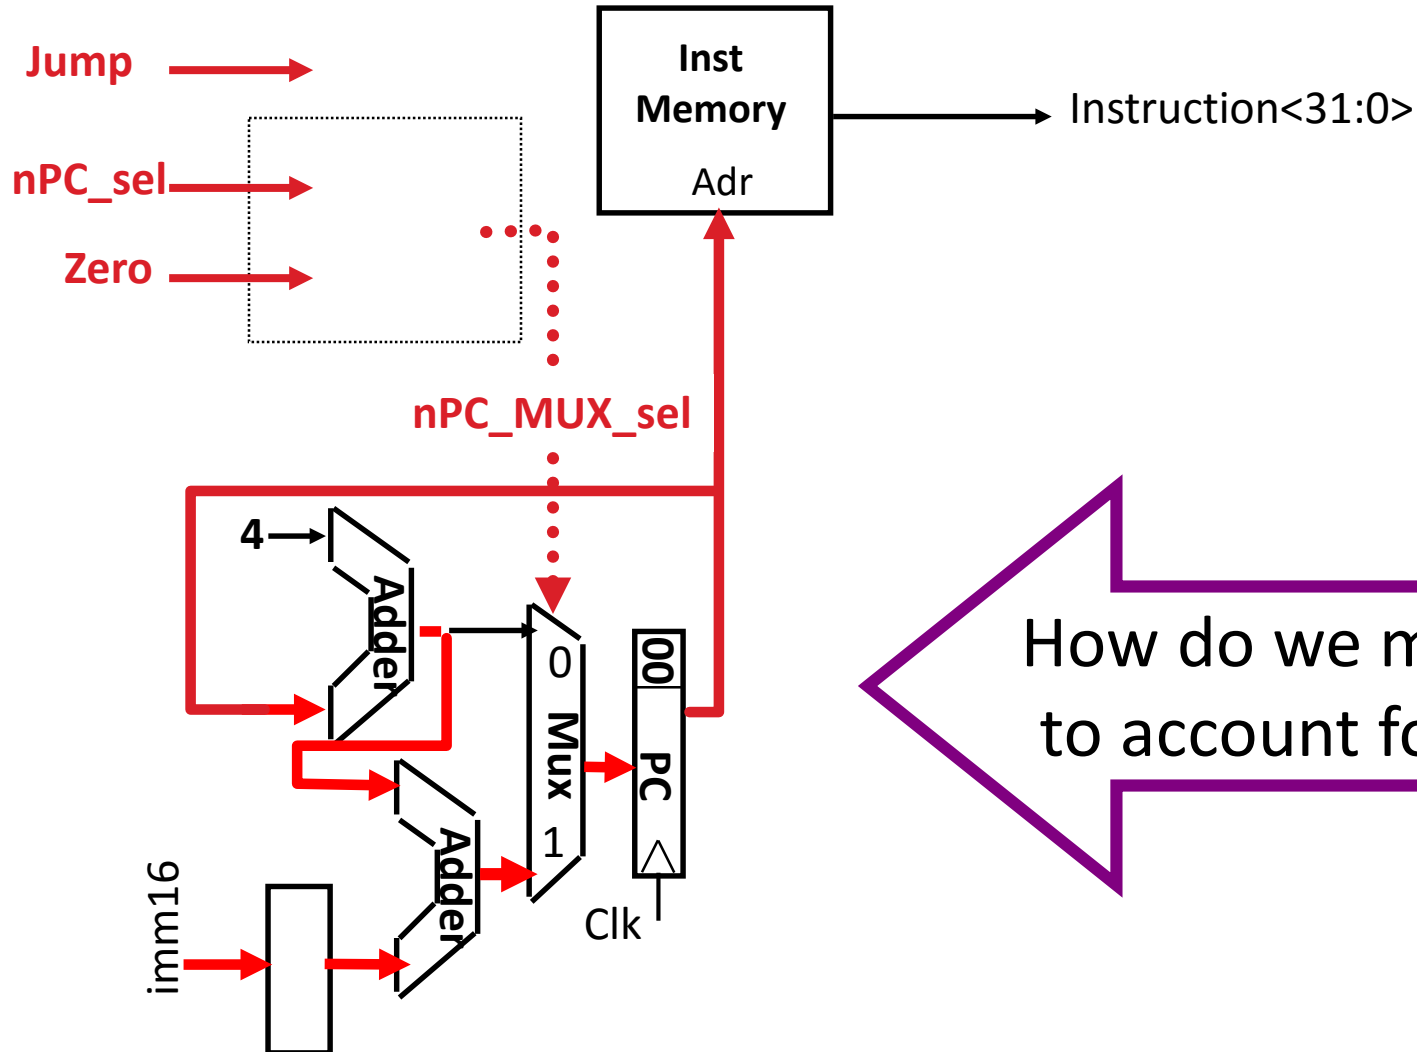 Jump
nPC_sel
Zero
Inst
Memory
Adr
Instruction<31:0>
nPC_MUX_sel
4
Adder
0
Mux
1
00
PC
Adder
imm16
Clk
How do we m
to account fo